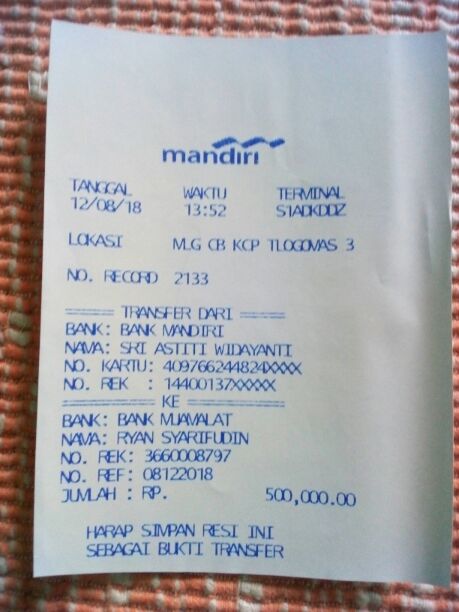 mandiri
TANGGAL WAKTU TERMINAL
12/08/18 13:52 S1ADKDDZ
LOKASI MLG CB KCP TLOGOMAS 3
NO. RECORD 2133
====== TRANSFER DARI ======
BANK: BANK MANDIRI
NAMA: SRI ASTITI WIDAYANTI
NO. KARTU: 409766244824XXXX
NO. REK : 14400137XXXXX
============ KE ============
BANK: BANK MUAMALAT
NAMA: RYAN SYARIFUDIN
NO. REK: 3660008797
NO. REF: 08122018
JUMLAH : RP. 500,000.00
HARAP SIMPAN RESI INI
SEBAGAI BUKTI TRANSFER